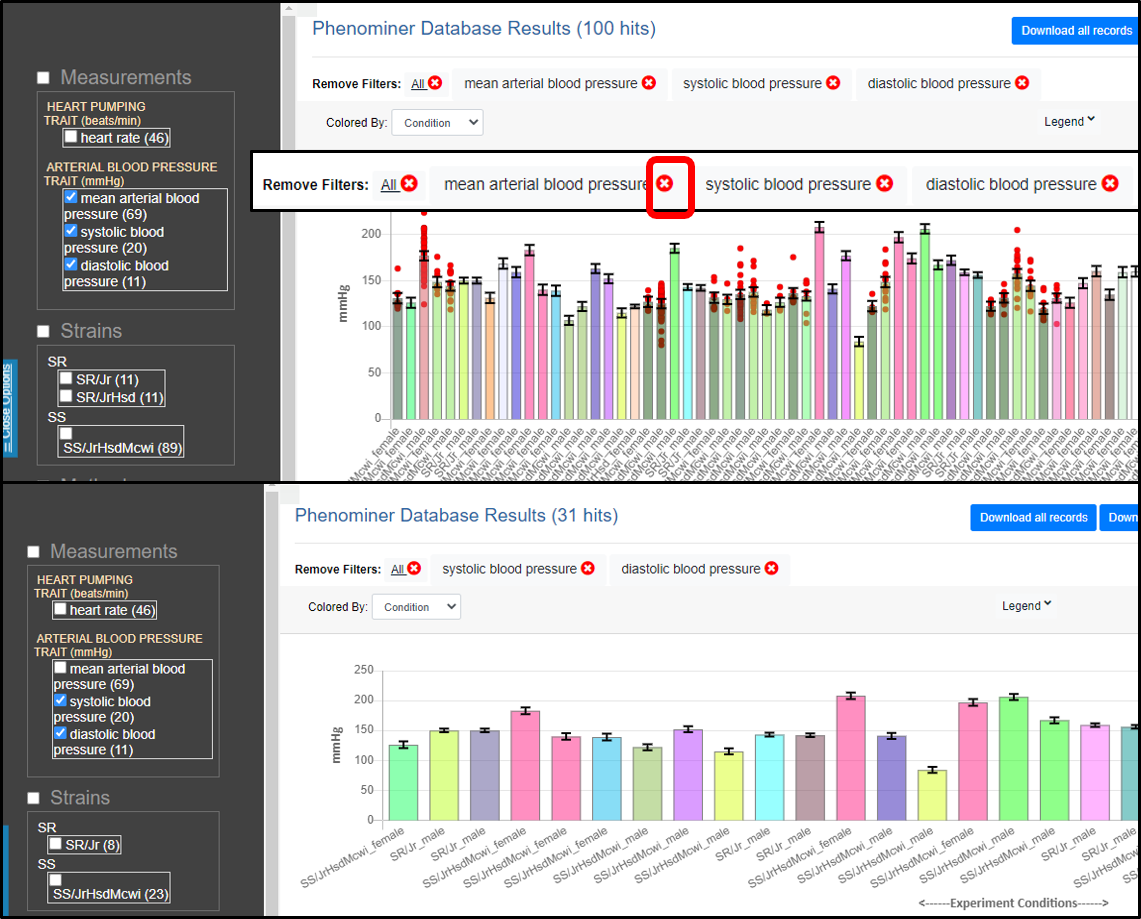 Phenominer Database Results (100 hits)
Download all records
Remove Filters: All mean arterial blood pressure systolic blood pressure diastolic blood pressure
Colored By: Condition
Legend
Measurements
HEART PUMPING
TRAIT (beats/min)
heart rate (46)
ARTERIAL BLOOD PRESSURE
TRAIT (mmHg)
mean arterial blood
pressure (69)
systolic blood
pressure (20)
diastolic blood
pressure (11)
Strains
SR
SR/Jr (11)
SR/JrHsd (11)
SS
SS/JrHsdMcwi (89)
Close Options
Remove Filters: All mean arterial blood pressure systolic blood pressure diastolic blood pressure
mmHg
200
150
100
50
0
Phenominer Database Results (31 hits)
Download all records
Down
Remove Filters: All systolic blood pressure diastolic blood pressure
Colored By: Condition
Legend
Measurements
HEART PUMPING
TRAIT (beats/min)
heart rate (46)
ARTERIAL BLOOD PRESSURE
TRAIT (mmHg)
mean arterial blood
pressure (69)
systolic blood
pressure (20)
diastolic blood
pressure (11)
Strains
SR
SR/Jr (8)
SS
SS/JrHsdMcwi (23)
mmHg
250
200
150
100
50
0
SS/JrHsdMcwi_female
SR/Jr_male
SR/Jr_male
SS/JrHsdMcwi_female
SS/JrHsdMcwi_female
SS/JrHsdMcwi_female
SS/JrHsdMcwi_male
SS/JrHsdMcwi_male
SS/JrHsdMcwi_male
SR/Jr_male
SR/Jr_male
SS/JrHsdMcwi_female
SS/JrHsdMcwi_male
SS/JrHsdMcwi_male
SS/JrHsdMcwi_female
SS/JrHsdMcwi_male
SS/JrHsdMcwi_male
SR/Jr_male
SR/Jr_male
<------Experiment Conditions------>